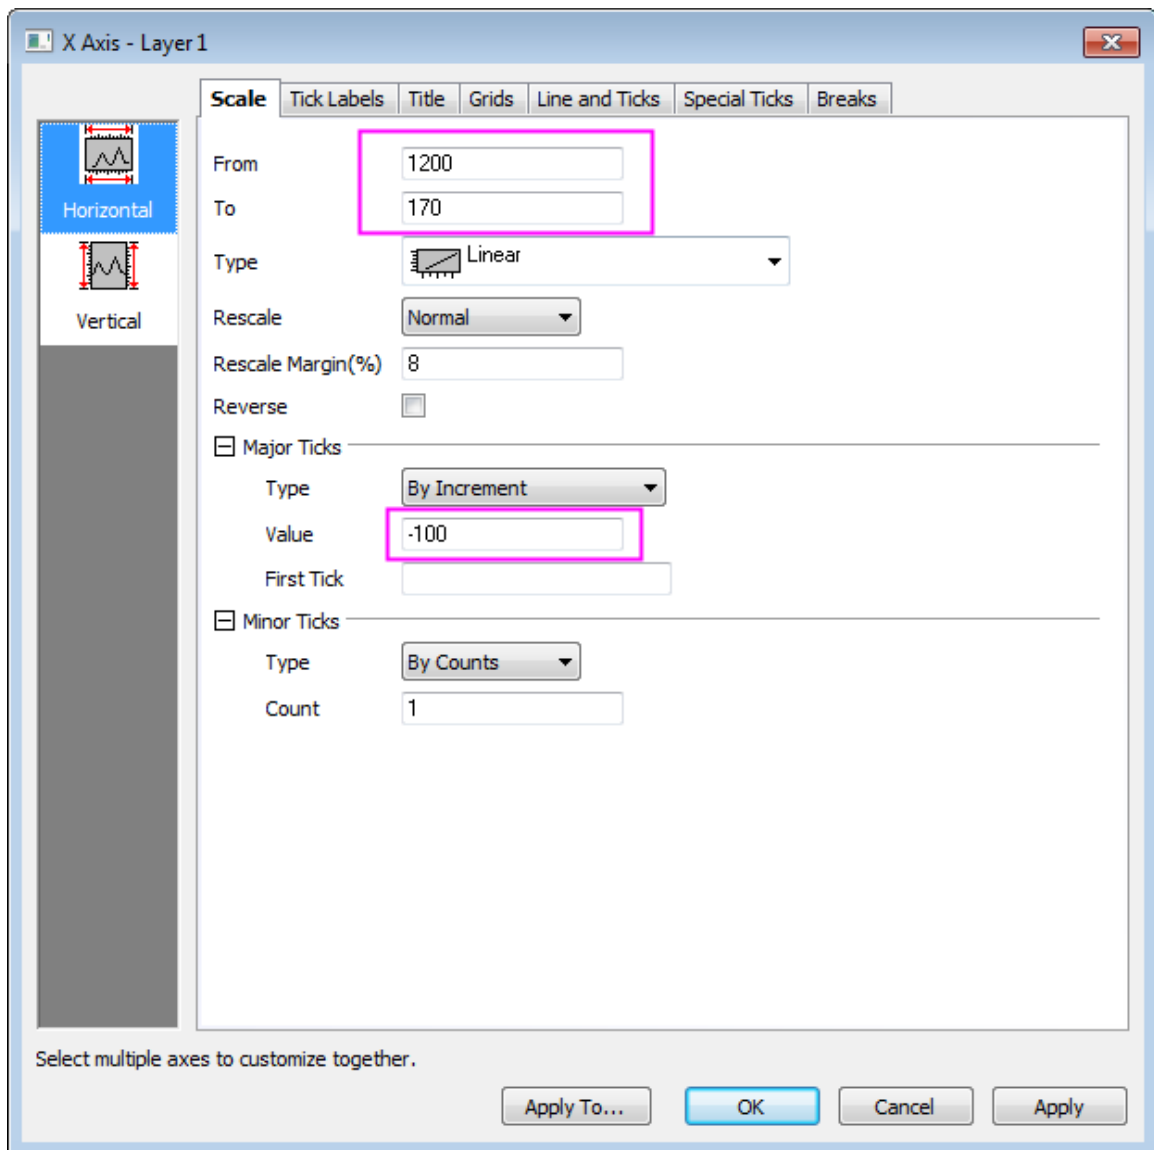 X Axis - Layer1
Scale Tick Labels Title Grids Line and Ticks Special Ticks Breaks
Horizontal
Vertical
From 1200
To 170
Type Linear
Rescale Normal
Rescale Margin(%) 8
Reverse
Major Ticks
Type By Increment
Value -100
First Tick
Minor Ticks
Type By Counts
Count 1
Select multiple axes to customize together.
Apply To... OK Cancel Apply